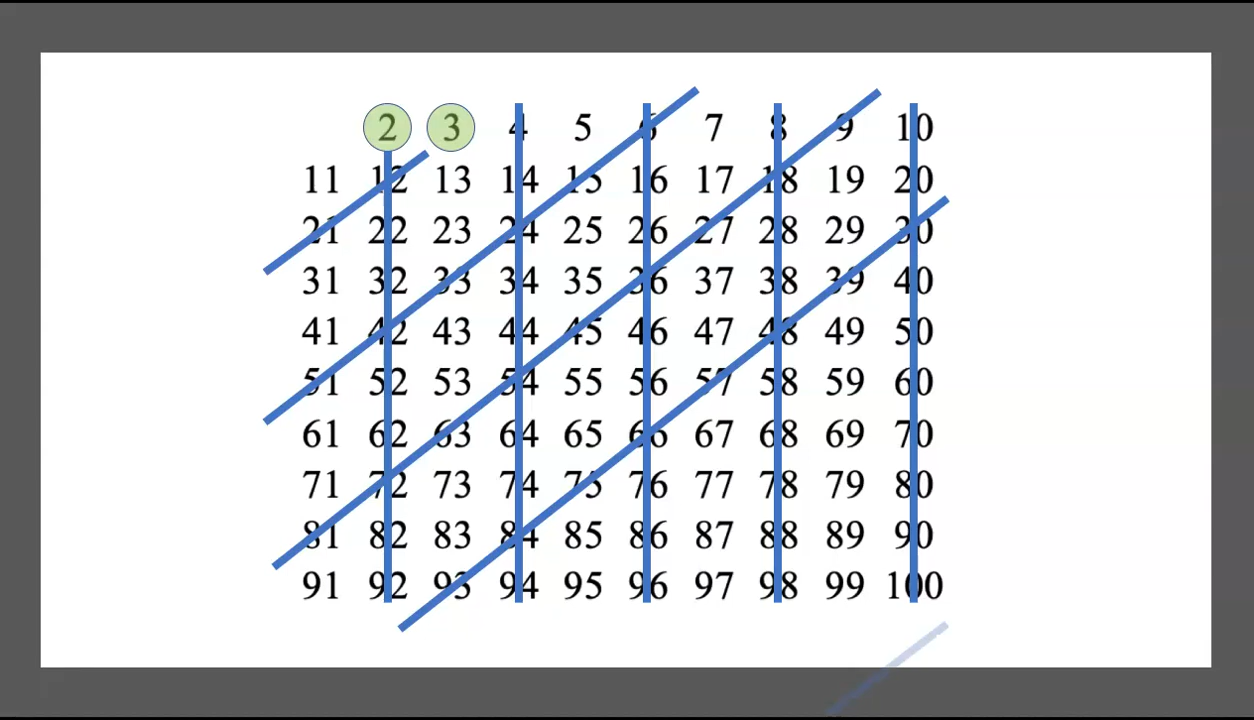 2 3 4 5 6 7 8 9 10
11 12 13 14 15 16 17 18 19 20
21 22 23 24 25 26 27 28 29 30
31 32 33 34 35 36 37 38 39 40
41 42 43 44 45 46 47 48 49 50
51 52 53 54 55 56 57 58 59 60
61 62 63 64 65 66 67 68 69 70
71 72 73 74 75 76 77 78 79 80
81 82 83 84 85 86 87 88 89 90
91 92 93 94 95 96 97 98 99 100